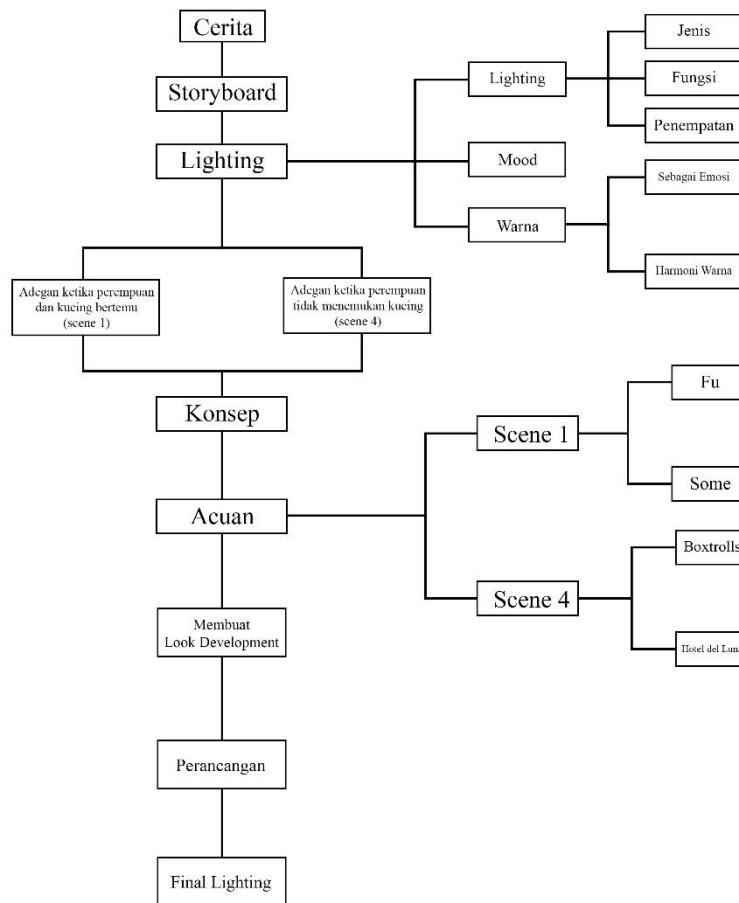 Cerita
Storyboard
Lighting
Lighting
Jenis
Fungsi
Penempatan
Mood
Warna
Sebagai Emosi
Harmoni Warna
Adegan ketika perempuan
dan kucing bertemu
(scene 1)
Adegan ketika perempuan
tidak menemukan kucing
(scene 4)
Konsep
Acuan
Scene 1
Fu
Some
Scene 4
Boxtrolls
Hotel del Luna
Membuat
Look Development
Perancangan
Final Lighting